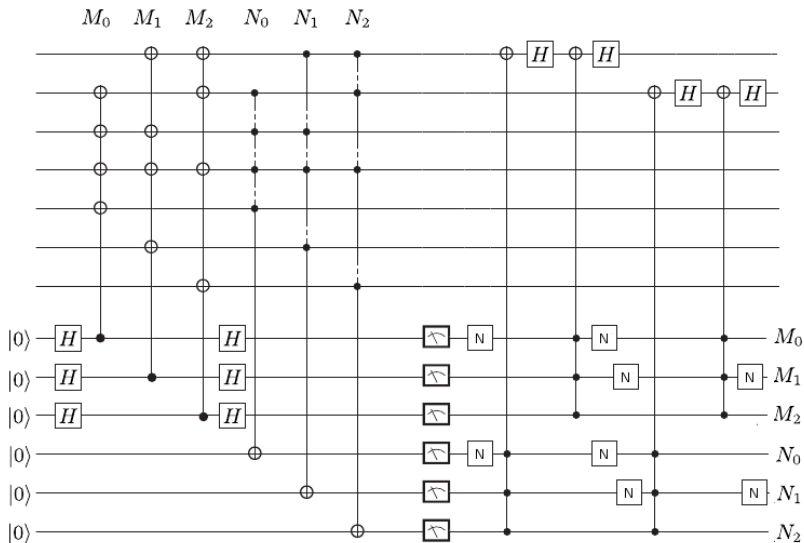 M₀ M₁ M₂ N₀ N₁ N₂
H H
H H
|0⟩ H H N N M₀
|0⟩ H H N N M₁
|0⟩ H H M₂
|0⟩ N N N₀
|0⟩ N N N₁
|0⟩ N₂